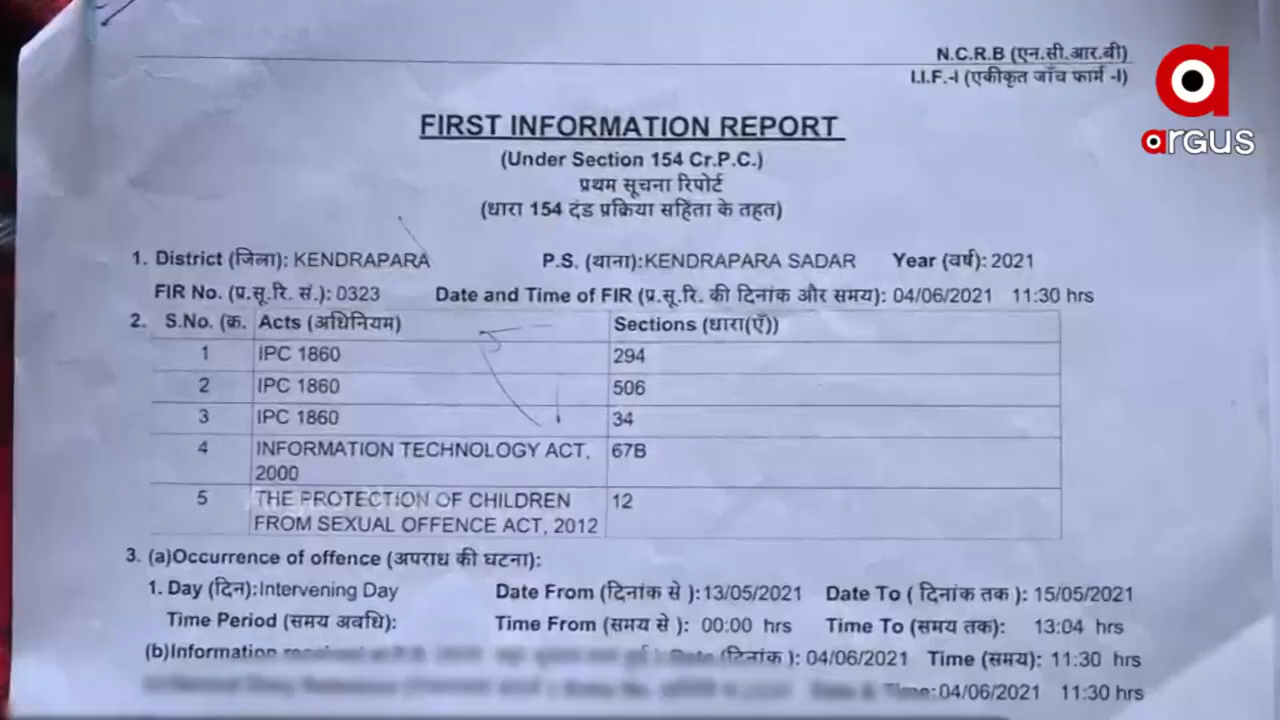 N.C.R.B (एन.सी.आर.बी)
I.I.F.-I (एकीकृत जाँच फार्म -I)
argus
FIRST INFORMATION REPORT
(Under Section 154 Cr.P.C.)
प्रथम सूचना रिपोर्ट
(धारा 154 दंड प्रक्रिया सहिता के तहत)
1. District (जिला): KENDRAPARA P.S. (थाना):KENDRAPARA SADAR Year (वर्ष): 2021
FIR No. (प्र.सू.रि. सं.): 0323 Date and Time of FIR (प्र.सू.रि. की दिनांक और समय): 04/06/2021 11:30 hrs
2. S.No. (क्र. Acts (अधिनियम) Sections (धारा(एँ))
1 IPC 1860 294
2 IPC 1860 506
3 IPC 1860 34
4 INFORMATION TECHNOLOGY ACT, 67B
2000
5 THE PROTECTION OF CHILDREN 12
FROM SEXUAL OFFENCE ACT, 2012
3. (a)Occurrence of offence (अपराध की घटना):
1. Day (दिन):Intervening Day Date From (दिनांक से ):13/05/2021 Date To ( दिनांक तक ): 15/05/2021
Time Period (समय अवधि): Time From (समय से ): 00:00 hrs Time To (समय तक): 13:04 hrs
(b)Information (दिनांक ): 04/06/2021 Time (समय): 11:30 hrs
04/06/2021 11:30 hrs